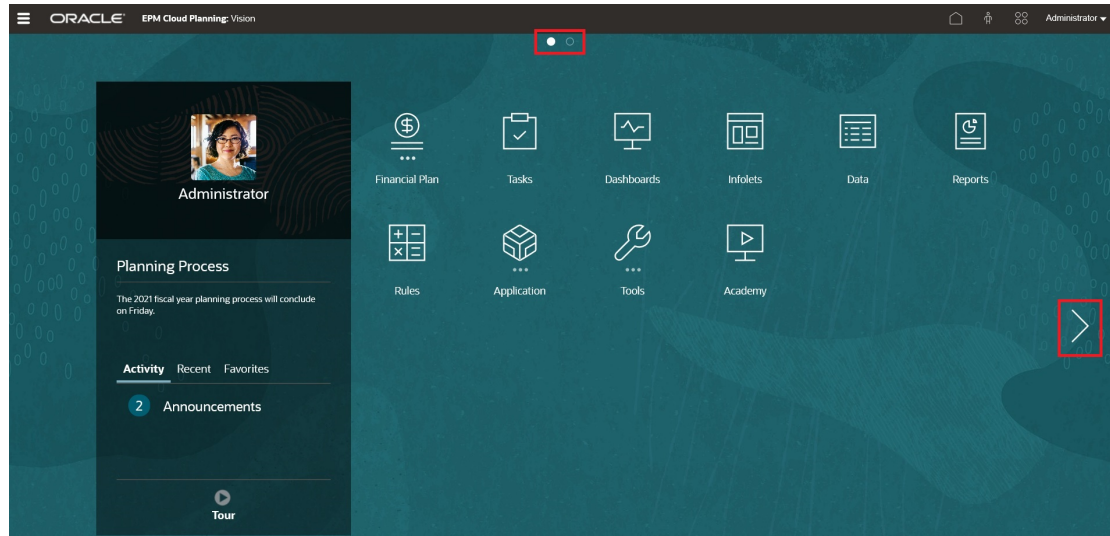 ORACLE EPM Cloud Planning: Vision Administrator
Administrator
Financial Plan Tasks Dashboards Infolets Data Reports
Rules Application Tools Academy
Planning Process
The 2021 fiscal year planning process will conclude
on Friday.
Activity Recent Favorites
2 Announcements
Tour